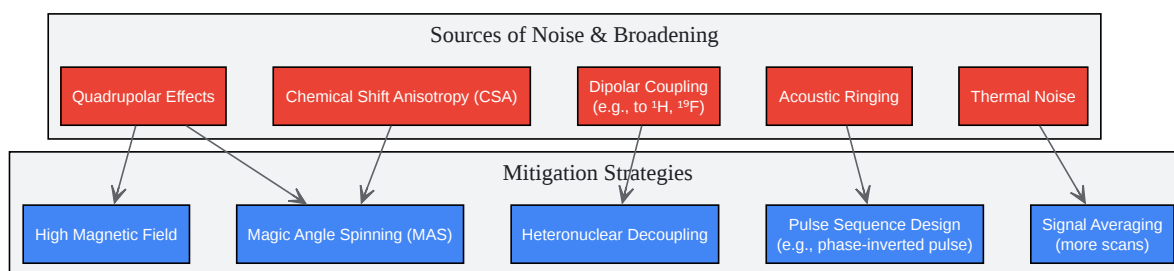 Sources of Noise & Broadening
Quadrupolar Effects
Chemical Shift Anisotropy (CSA)
Dipolar Coupling
(e.g., to ¹H, ¹⁹F)
Acoustic Ringing
Thermal Noise
Mitigation Strategies
High Magnetic Field
Magic Angle Spinning (MAS)
Heteronuclear Decoupling
Pulse Sequence Design
(e.g., phase-inverted pulse)
Signal Averaging
(more scans)